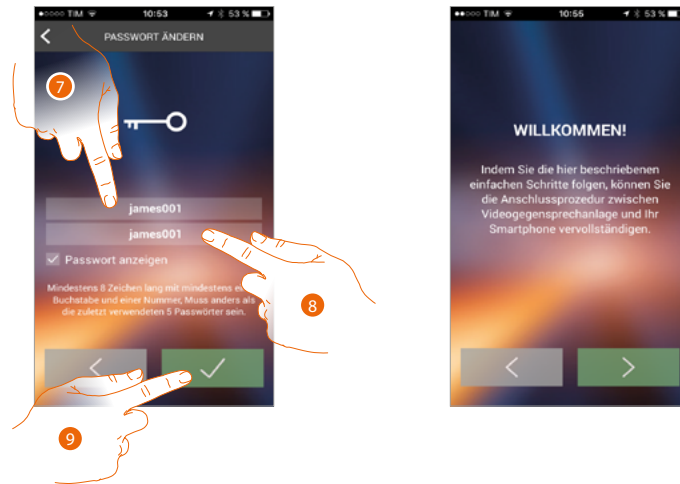 TIM 10:53 53 %
PASSWORT ÄNDERN
7
james001
james001
Passwort anzeigen
Mindestens 8 Zeichen lang mit mindestens
Buchstabe und einer Nummer, Muss anders als
die zuletzt verwendeten 5 Passwörter sein.
8
9
TIM 10:55 53 %
WILLKOMMEN!
Indem Sie die hier beschriebenen
einfachen Schritte folgen, können Sie
die Anschlussprozedur zwischen
Videogegensprechanlage und Ihr
Smartphone vervollständigen.